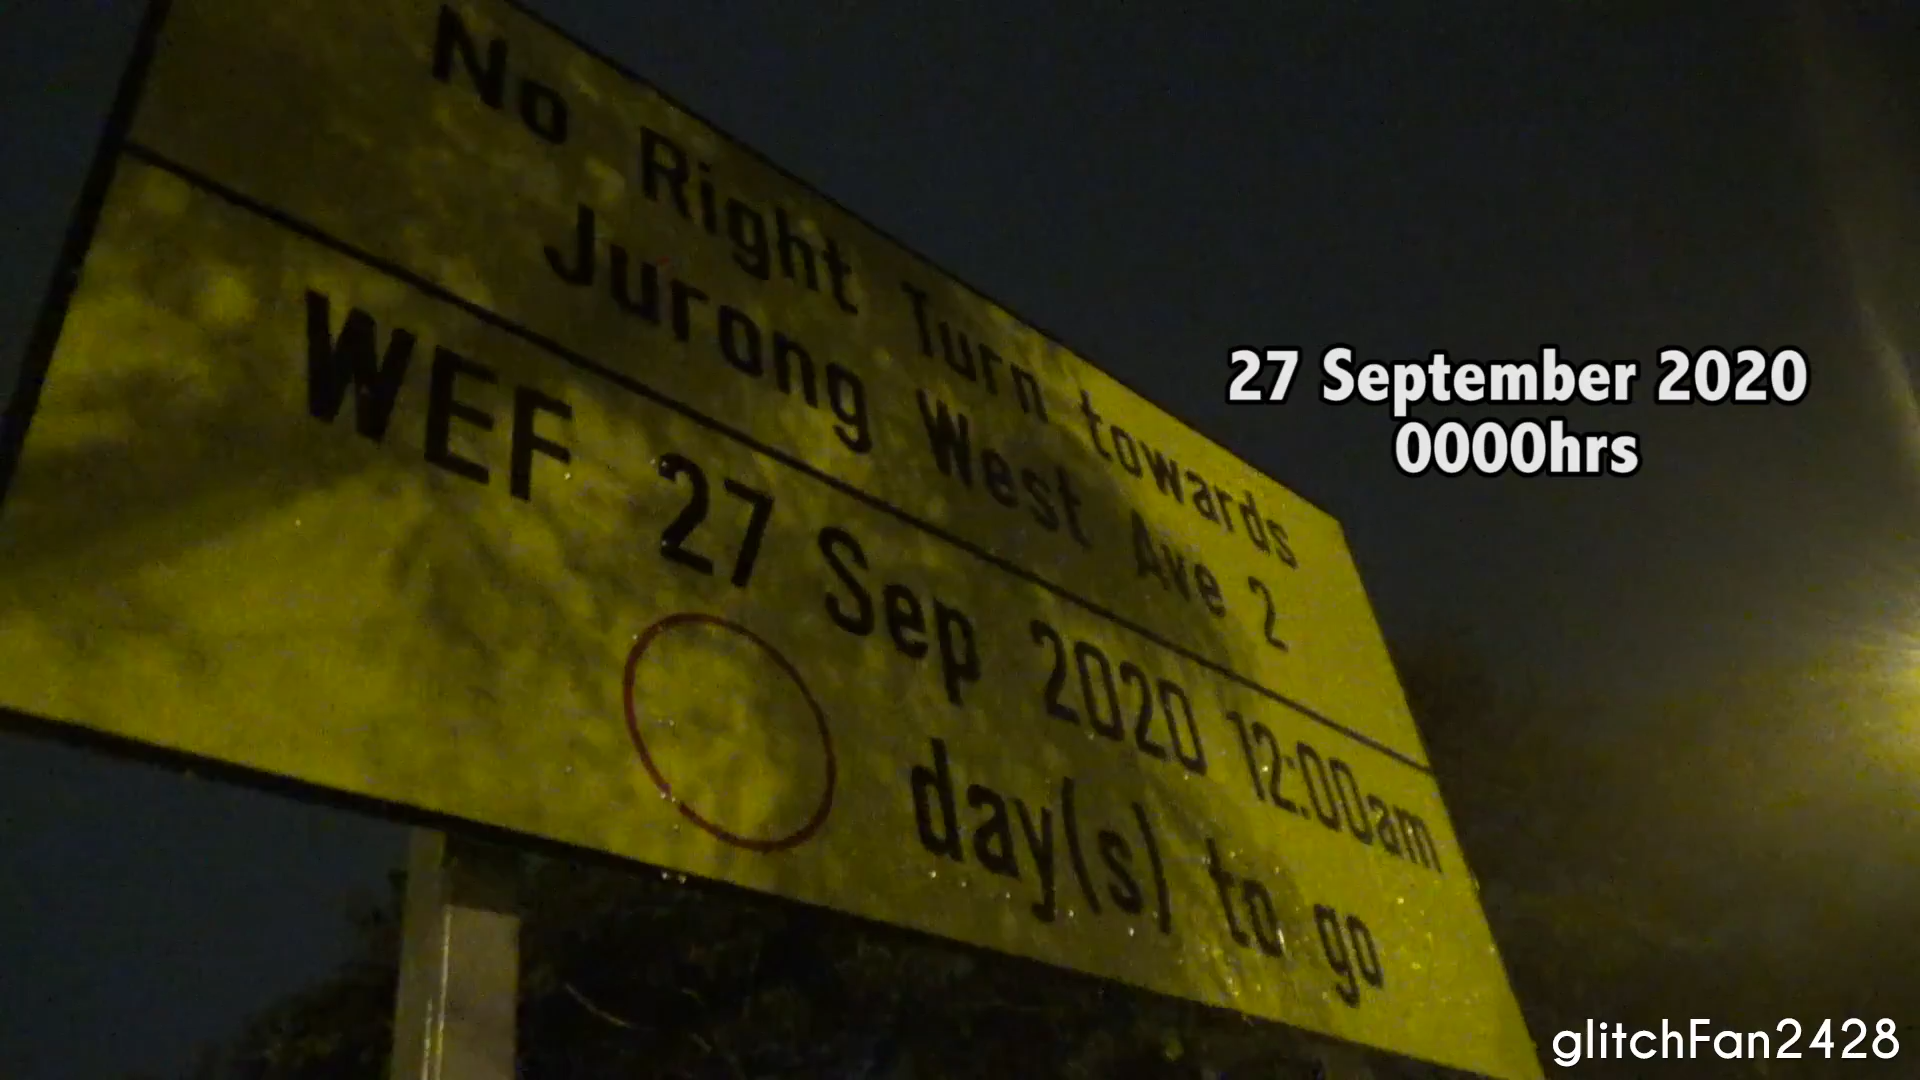 No Right Turn towards
Jurong West Ave 2
WEF 27 Sep 2020 12:00am
day(s) to go
27 September 2020
0000hrs
glitchFan2428